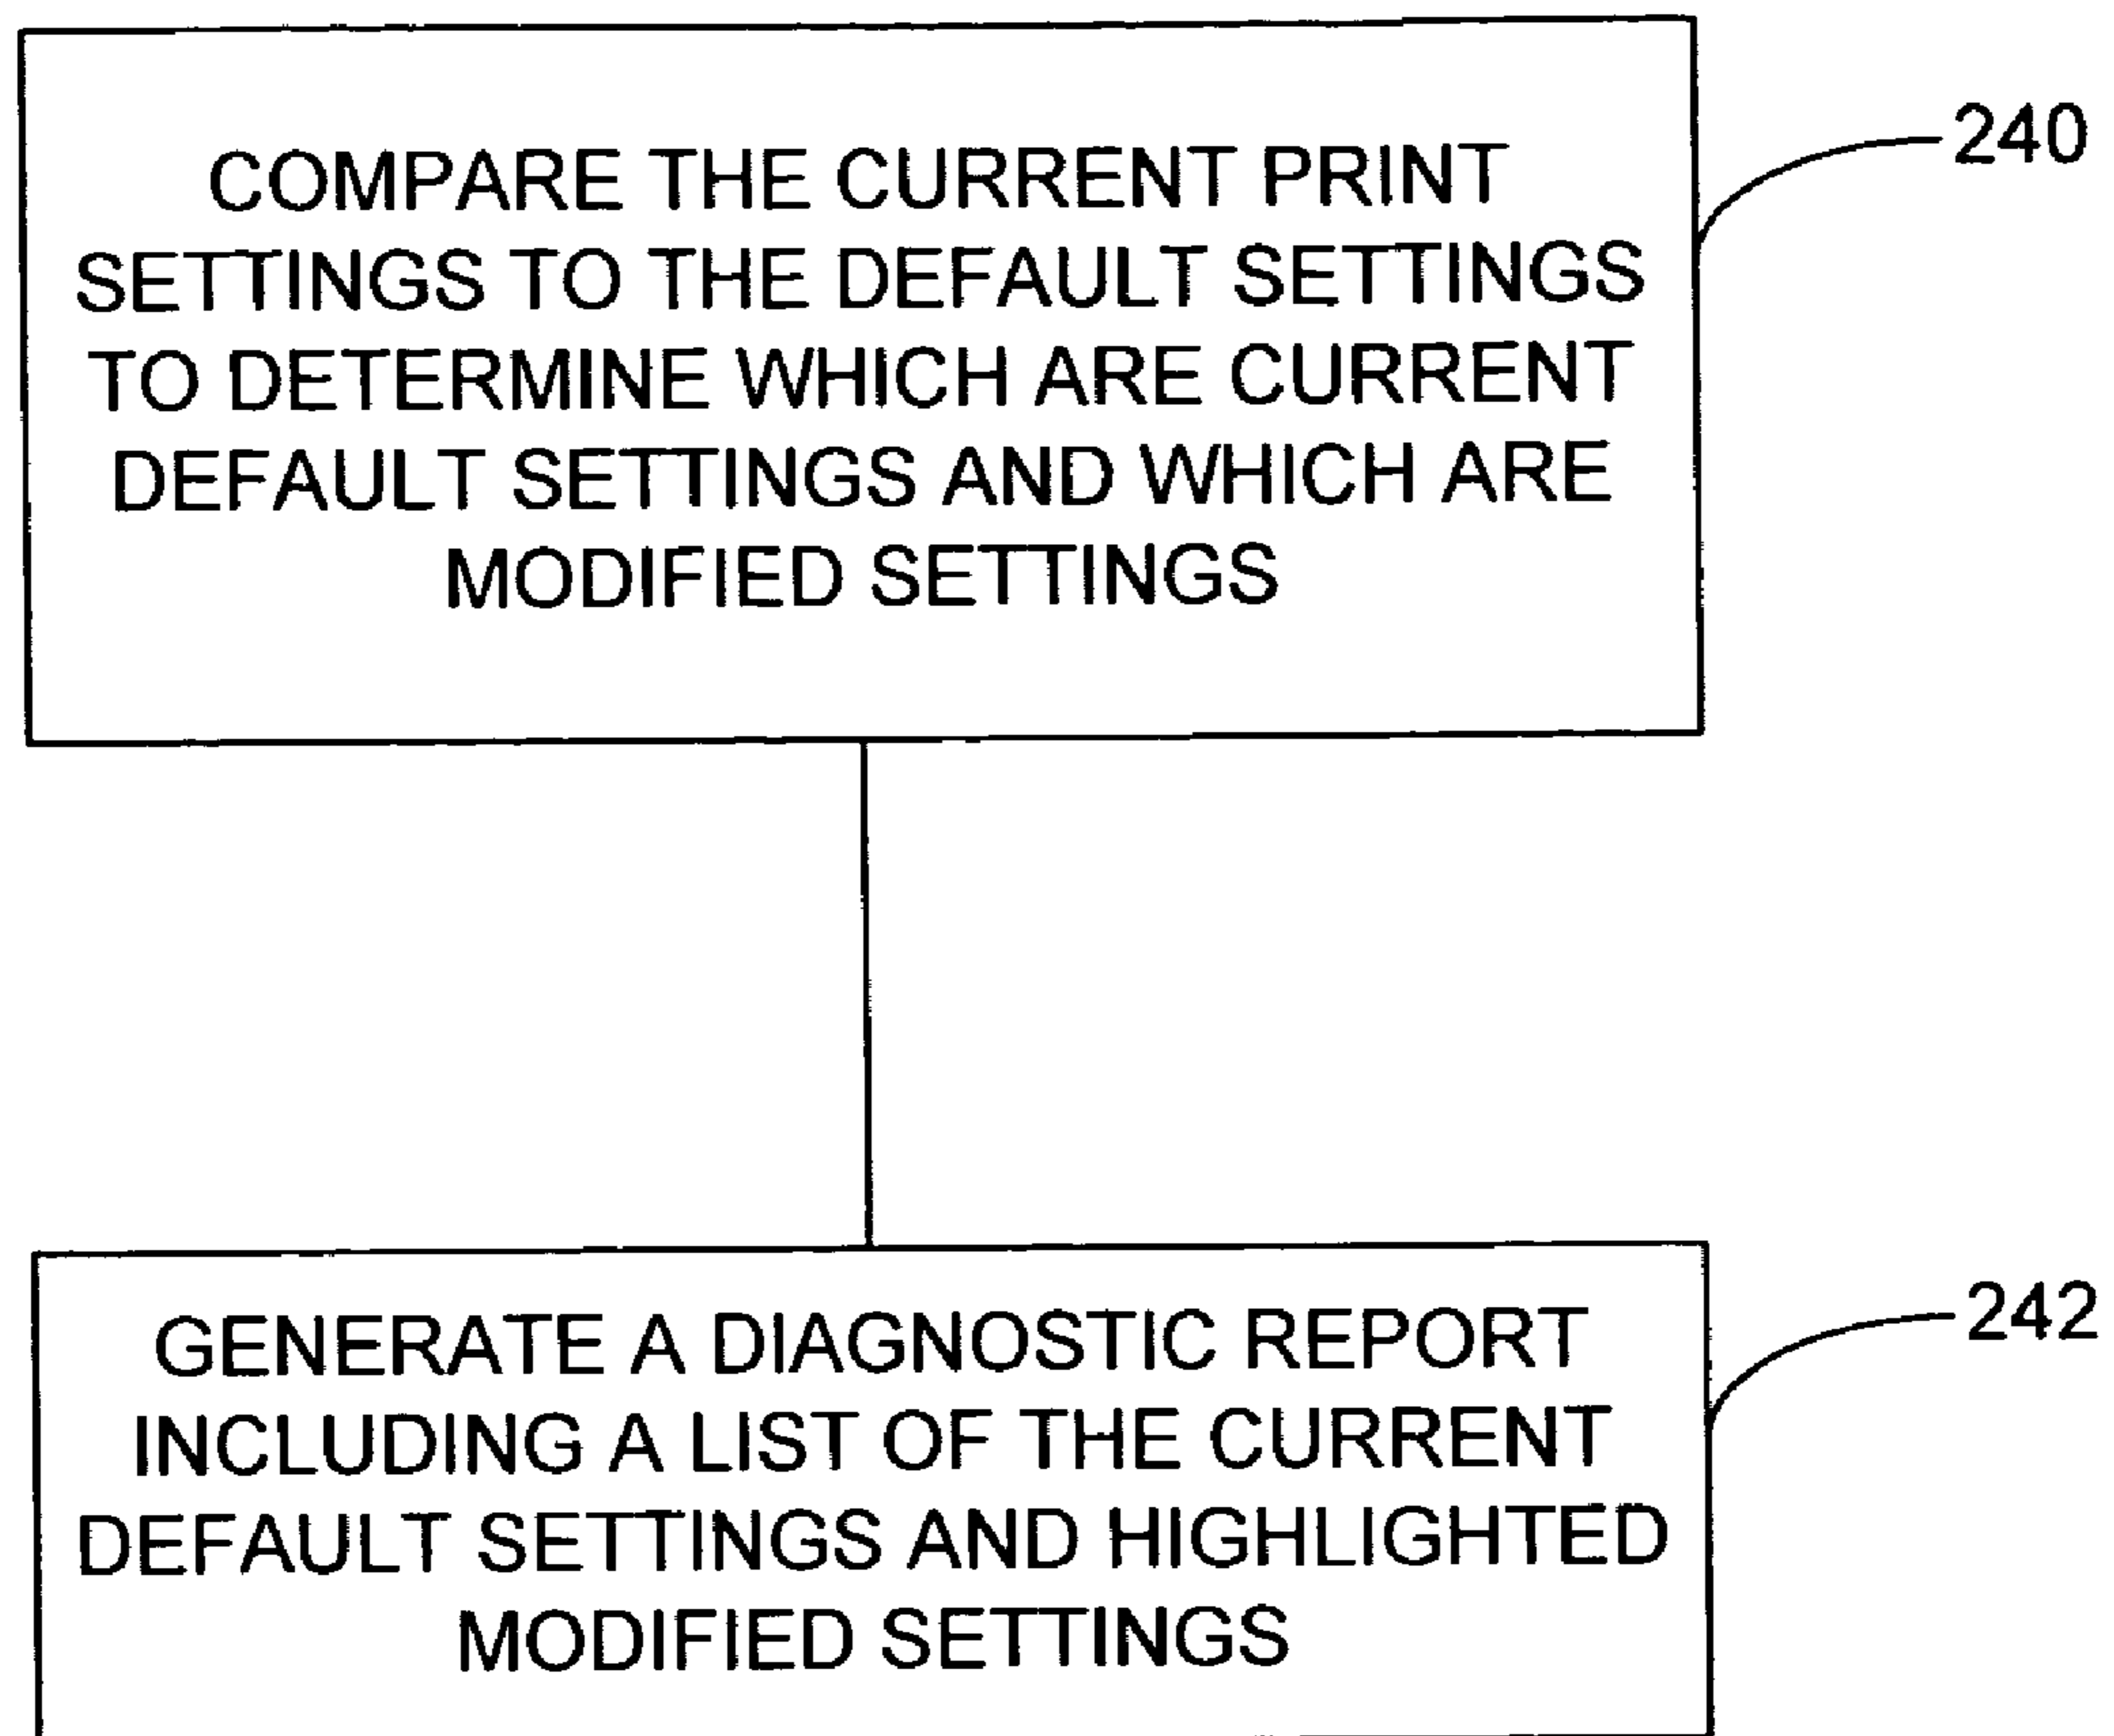 COMPARE THE CURRENT PRINT
SETTINGS TO THE DEFAULT SETTINGS
TO DETERMINE WHICH ARE CURRENT
DEFAULT SETTINGS AND WHICH ARE
MODIFIED SETTINGS
240
GENERATE A DIAGNOSTIC REPORT
INCLUDING A LIST OF THE CURRENT
DEFAULT SETTINGS AND HIGHLIGHTED
MODIFIED SETTINGS
242